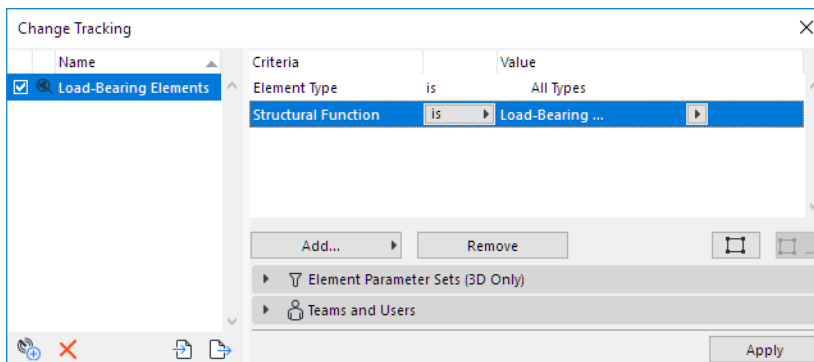 Change Tracking
Name
Load-Bearing Elements
Criteria Value
Element Type is All Types
Structural Function is Load-Bearing ...
Add... Remove
Element Parameter Sets (3D Only)
Teams and Users
Apply